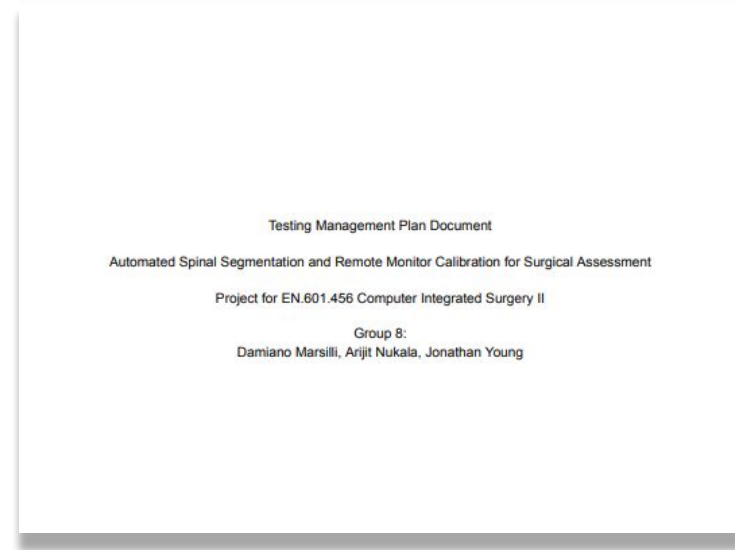 Testing Management Plan Document
Automated Spinal Segmentation and Remote Monitor Calibration for Surgical Assessment
Project for EN.601.456 Computer Integrated Surgery II
Group 8:
Damiano Marsilli, Arijit Nukala, Jonathan Young